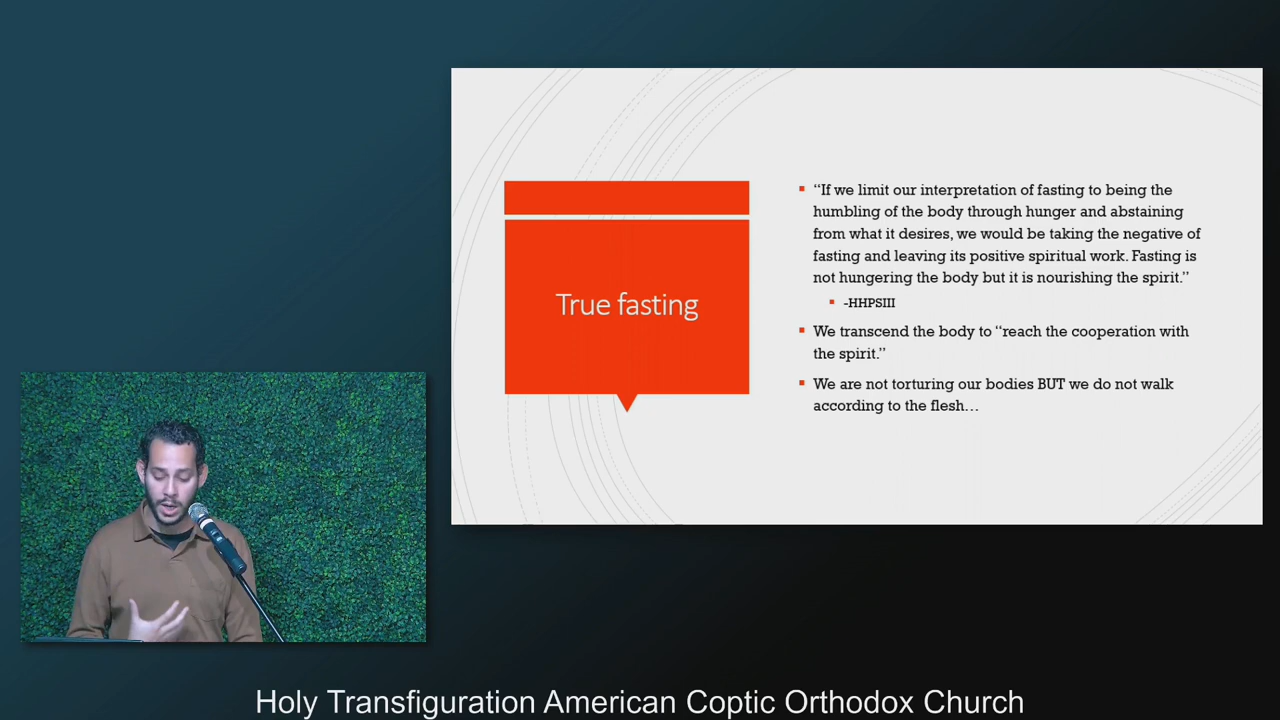 True fasting
“If we limit our interpretation of fasting to being the
humbling of the body through hunger and abstaining
from what it desires, we would be taking the negative of
fasting and leaving its positive spiritual work. Fasting is
not hungering the body but it is nourishing the spirit.”
-HHPSIII
We transcend the body to “reach the cooperation with
the spirit.”
We are not torturing our bodies BUT we do not walk
according to the flesh…
Holy Transfiguration American Coptic Orthodox Church